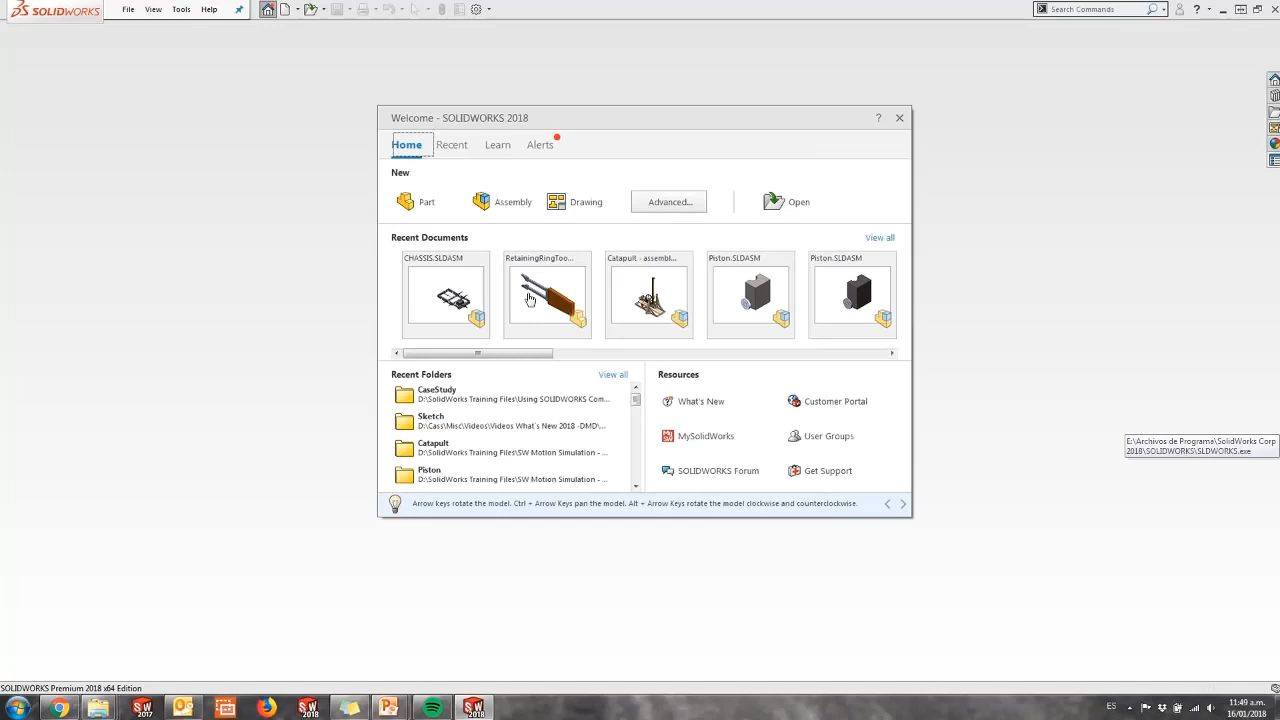 SOLIDWORKS File View Tools Help Search Commands
Welcome - SOLIDWORKS 2018 ?
Home Recent Learn Alerts
New
Part Assembly Drawing Advanced... Open
Recent Documents View all
CHASSIS.SLDASM RetainingRingToo... Catapult - assembl... Piston.SLDASM Piston.SLDASM
Recent Folders View all
CaseStudy
D:\SolidWorks Training Files\Using SOLIDWORKS Com...
Sketch
D:\Cass\Misc\Videos\Videos What´s New 2018 -DMD\...
Catapult
D:\SolidWorks Training Files\SW Motion Simulation - ...
Piston
D:\SolidWorks Training Files\SW Motion Simulation - ...
Resources
What's New Customer Portal
MySolidWorks User Groups
SOLIDWORKS Forum Get Support
E:\Archivos de Programa\SolidWorks Corp
2018\SOLIDWORKS\SLDWORKS.exe
Arrow keys rotate the model. Ctrl + Arrow Keys pan the model. Alt + Arrow Keys rotate the model clockwise and counterclockwise.
SOLIDWORKS Premium 2018 x64 Edition
SW 2017 SW 2018 SW 2018 ES 11:49 a.m.
16/01/2018